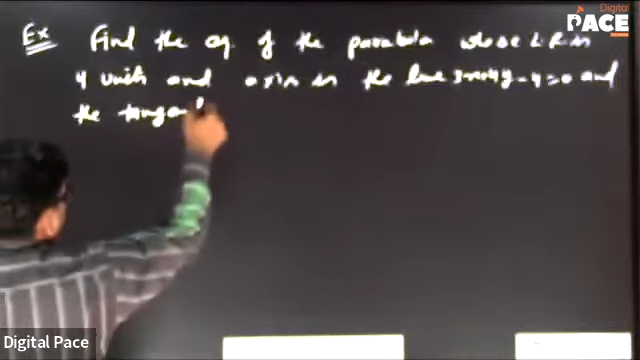 Digital
PACE
Ex Find the eq. of the parabola whose L.R is
4 units and axis is the line 3x+4y-4=0 and
the tangent
Digital Pace